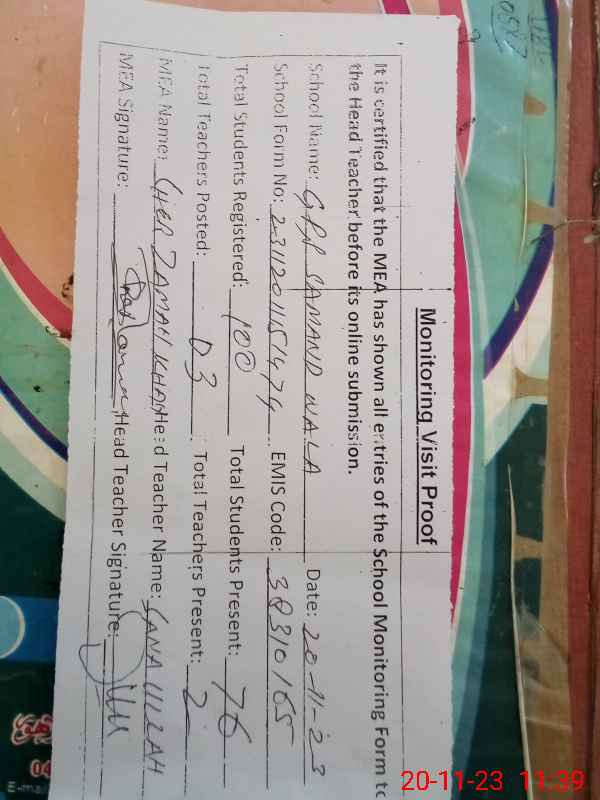 Monitoring Visit Proof
It is certified that the MEA has shown all entries of the School Monitoring Form to
the Head Teacher before its online submission.
School Name: GPS SAMAND WALA Date: 20-11-23
School Form No: EMIS Code: 38310165
Total Students Registered: 100 Total Students Present: 76
Total Teachers Posted: 03 Total Teachers Present: 2
MEA Name: SHER ZAMAN KHAN Head Teacher Name: SANA ULLAH
MEA Signature: Head Teacher Signature:
04
E-mail
20-11-23 11:39